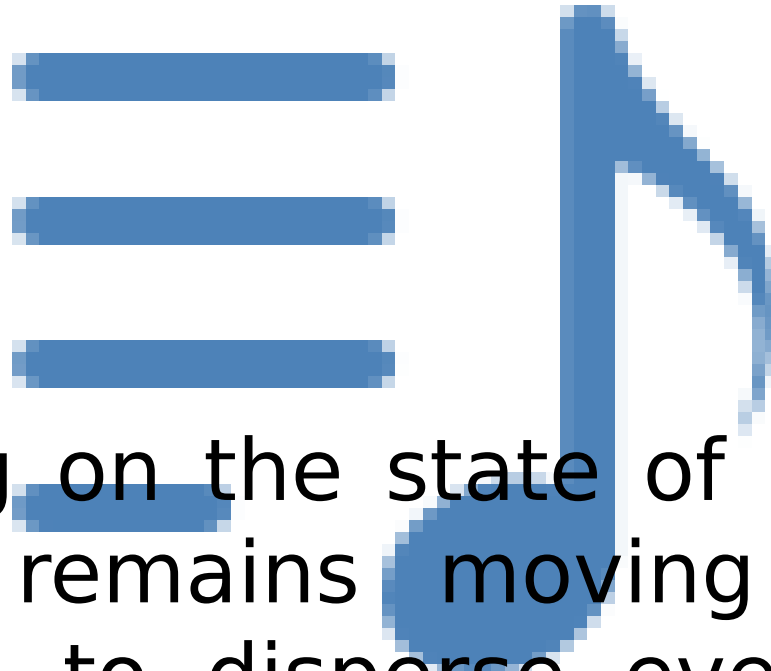 on the state of
remains moving
to disperse